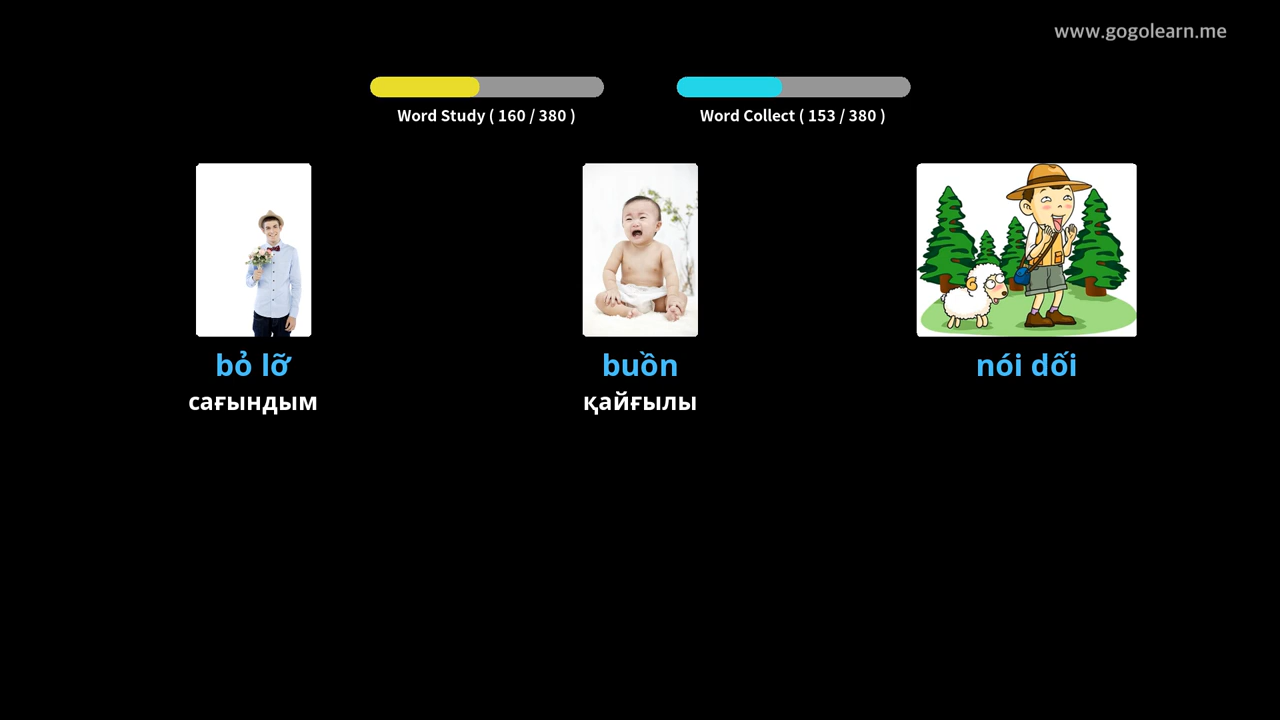 www.gogolearn.me
Word Study ( 160 / 380 )
Word Collect ( 153 / 380 )
bỏ lỡ
сағындым
buồn
қайғылы
nói dối